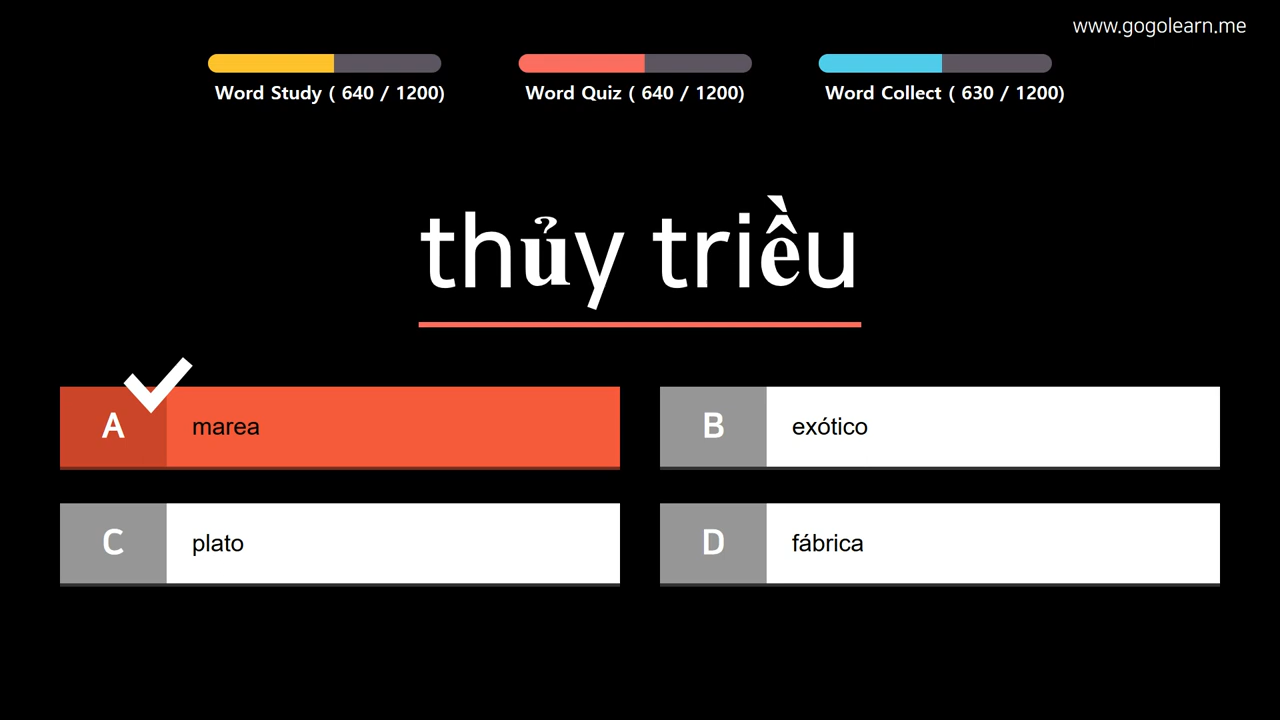 www.gogolearn.me
Word Study ( 640 / 1200)
Word Quiz ( 640 / 1200)
Word Collect ( 630 / 1200)
thủy triều
A marea
B exótico
C plato
D fábrica